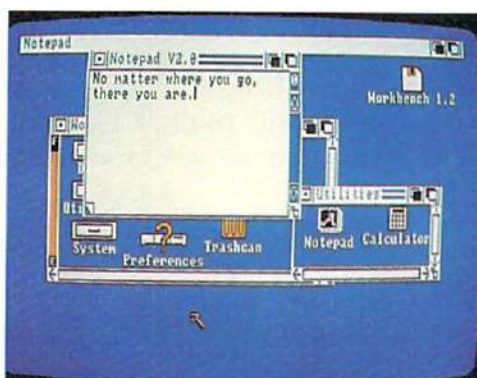 Notepad
Notepad V2.0
No matter where you go,
there you are.
Workbench 1.2
Utilities
Notepad
Calculator
System
Preferences
Trashcan